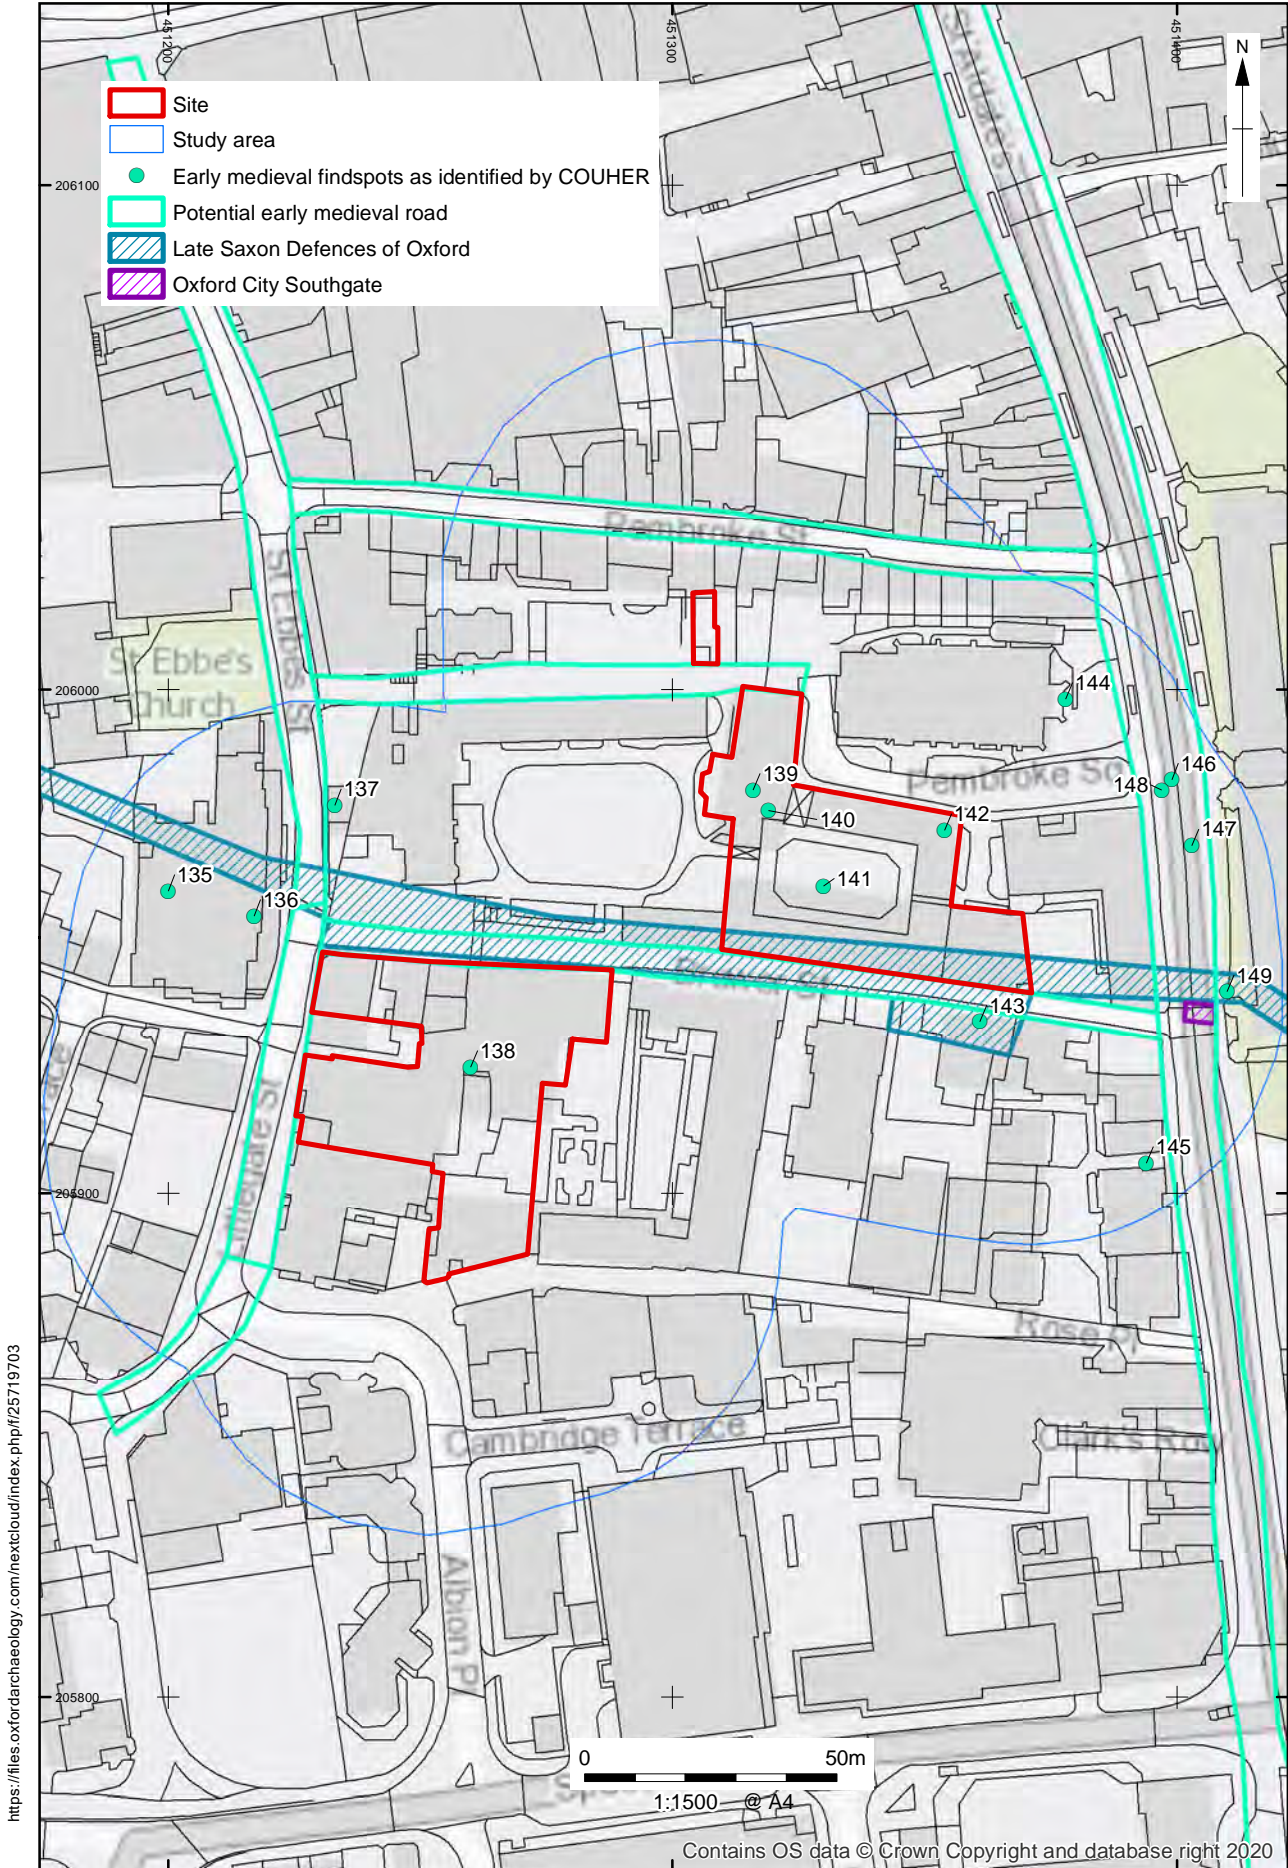 451200
451300
451400
N
Site
Study area
Early medieval findspots as identified by COUHER
Potential early medieval road
Late Saxon Defences of Oxford
Oxford City Southgate
206100
St Aldate's
Pembroke St
St Ebbe's
Church
St Ebbes St
206000
144
Pembroke Sq
146
148
139
137
140
142
147
135
136
141
Brewer St
149
143
138
Littlegate St
145
205900
Rose Pl
Cambridge Terrace
Clark's Row
Albion Pl
205800
0 50m
1:1500 @ A4
Contains OS data © Crown Copyright and database right 2020
https://files.oxfordarchaeology.com/nextcloud/index.php/f/25719703